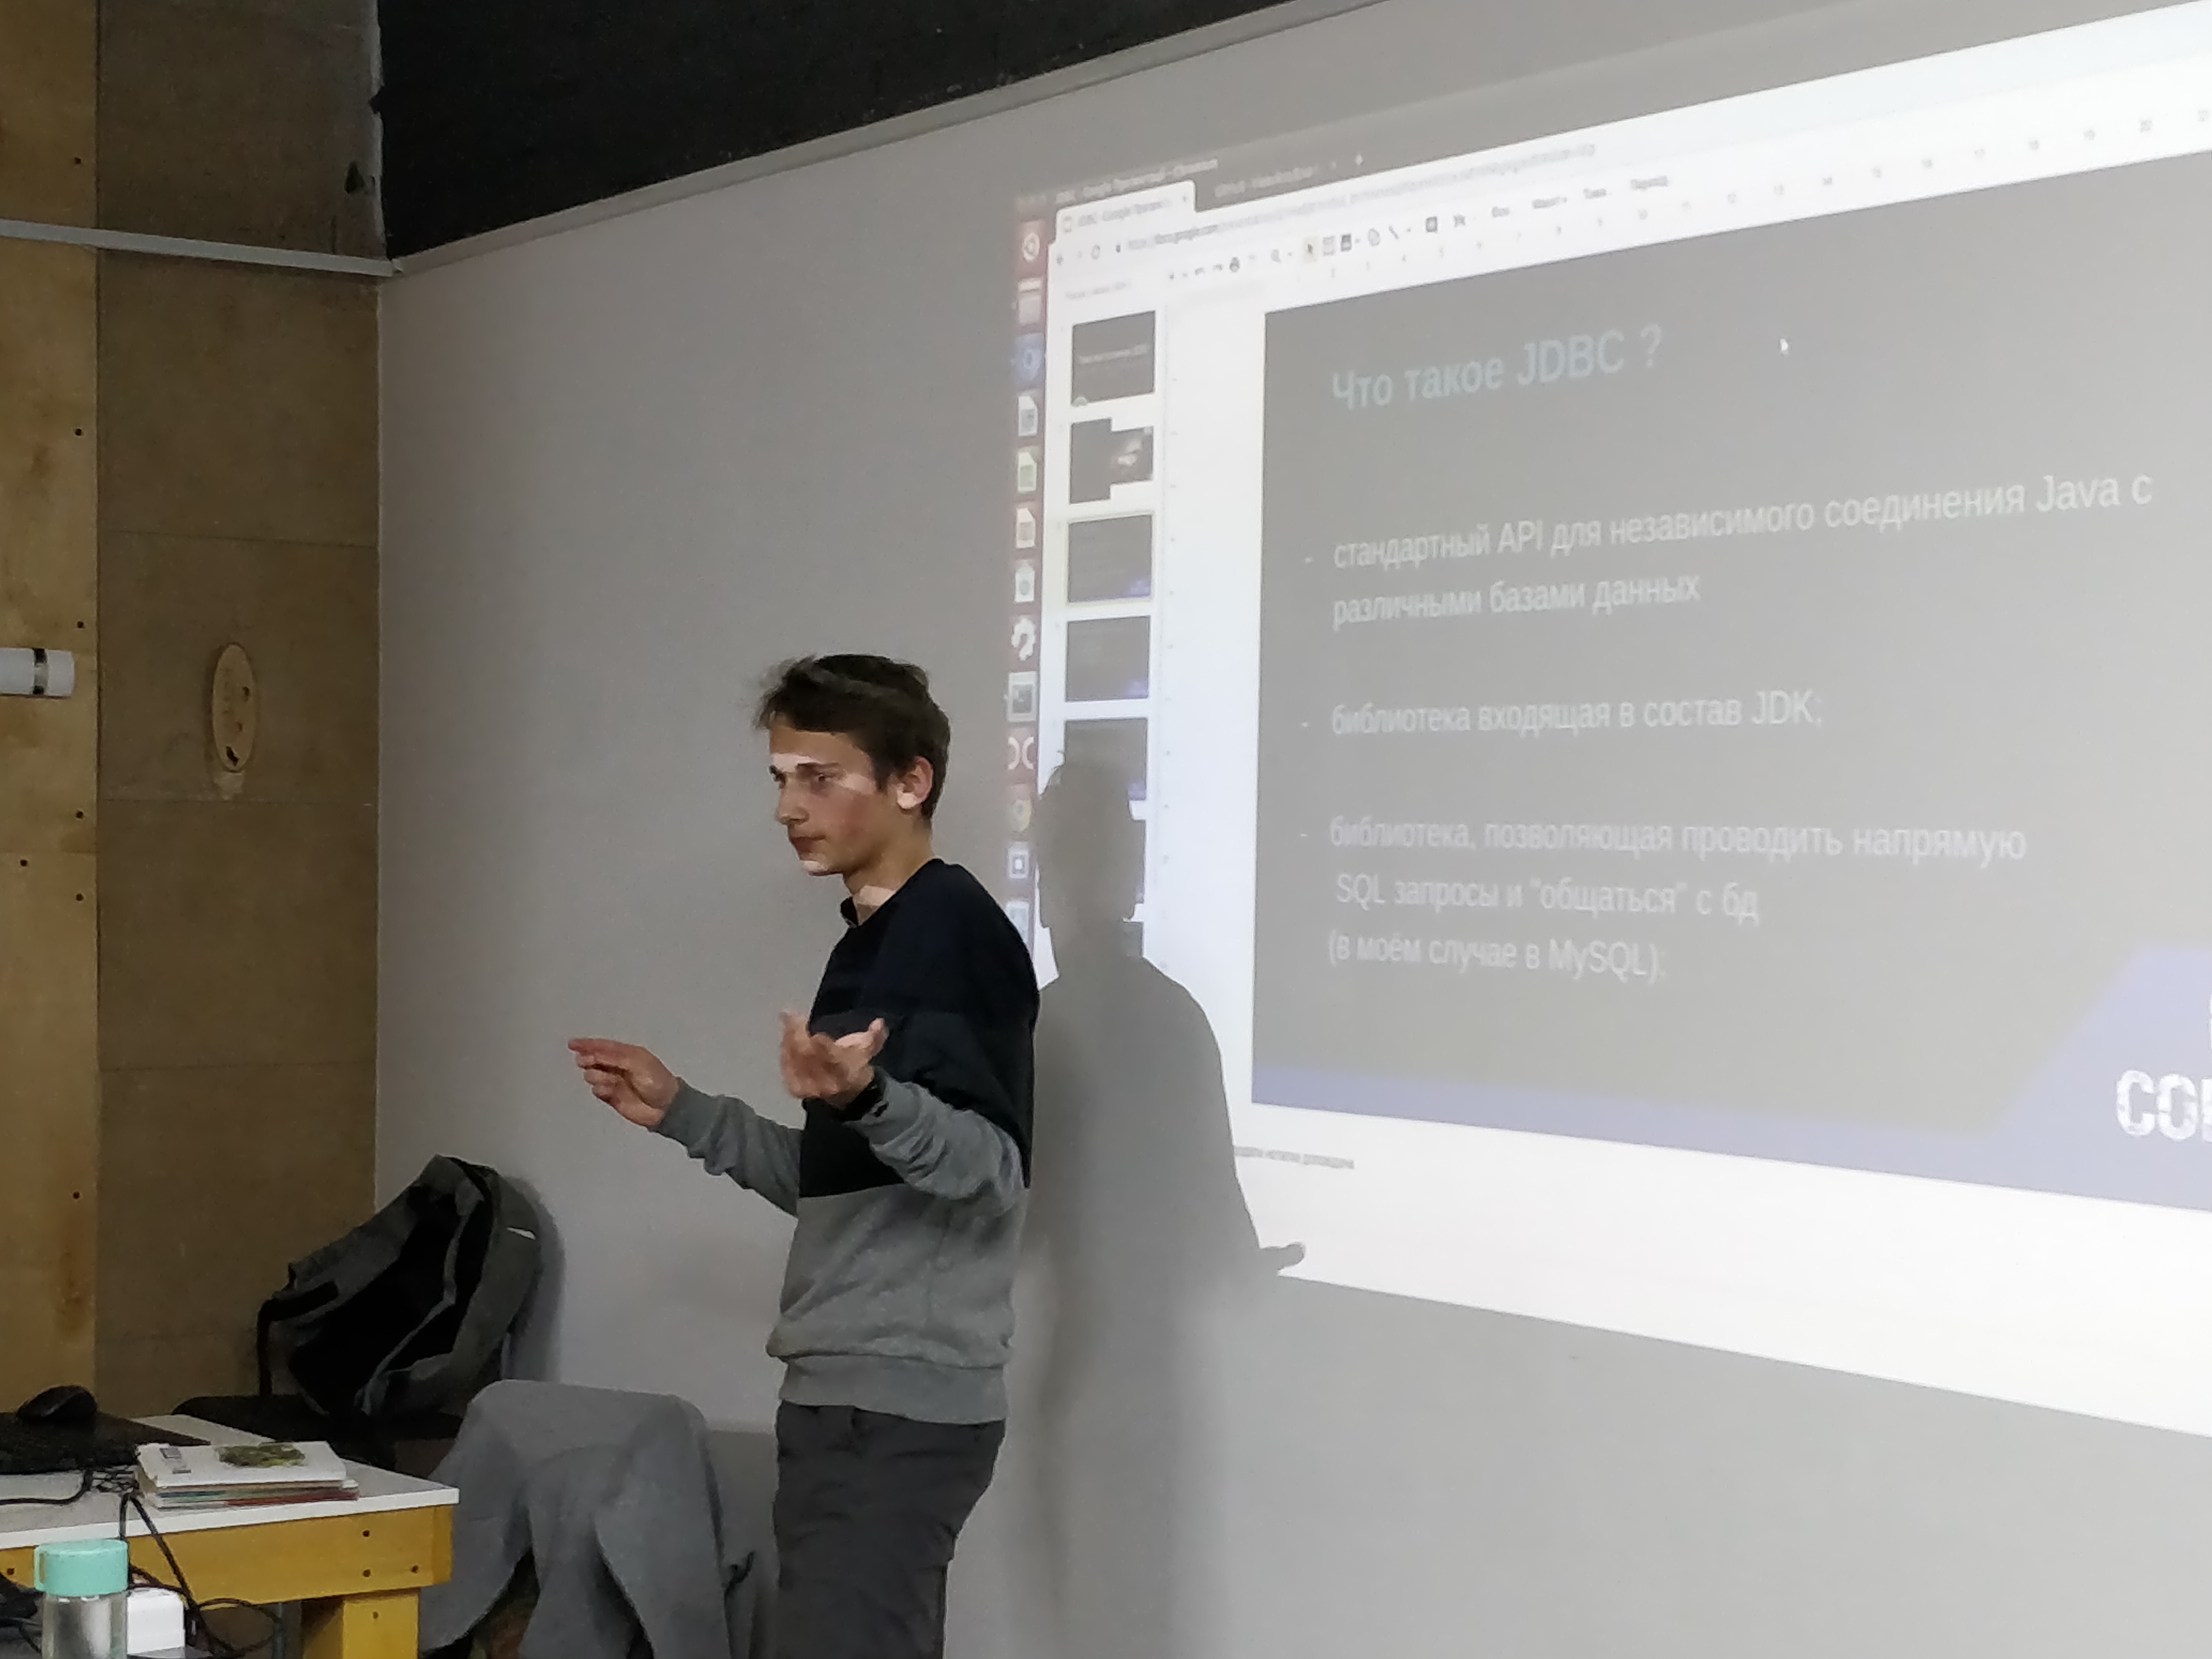 Что такое JDBC ?
- стандартный API для независимого соединения Java с
различными базами данных
- библиотека входящая в состав JDK;
- библиотека, позволяющая проводить напрямую
SQL запросы и "общаться" с бд
(в моём случае в MySQL);